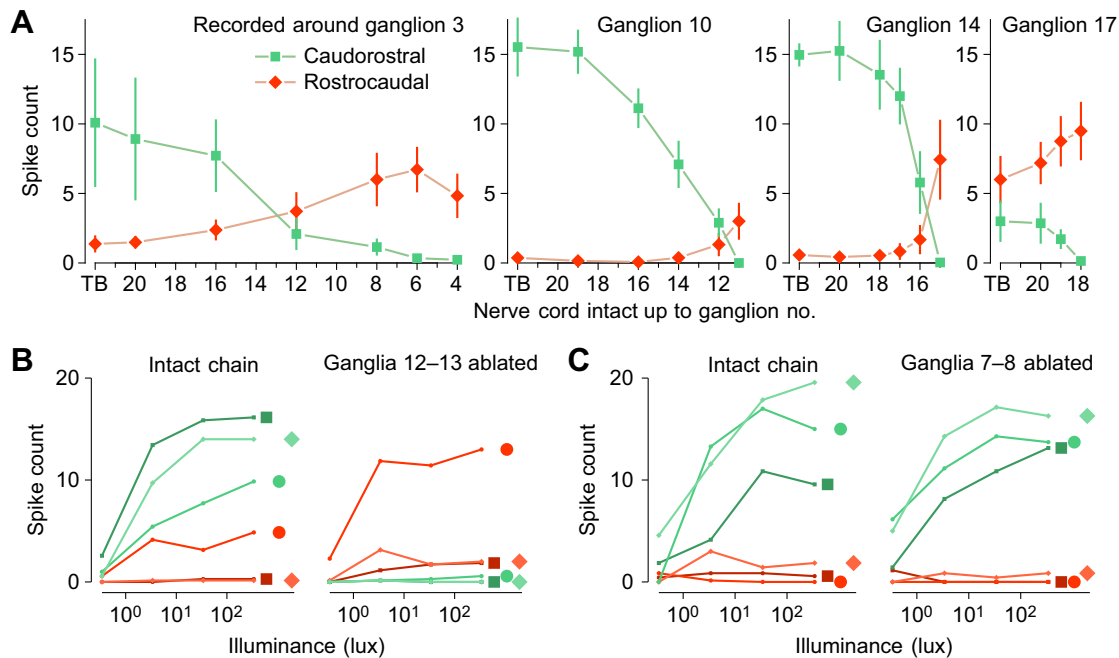 A
Recorded around ganglion 3
Ganglion 10
Ganglion 14
Ganglion 17
Caudorostral
Rostrocaudal
Spike count
15
10
5
0
15
10
5
0
15
10
5
0
15
10
5
0
TB 20 18 16 14 12 10 8 6 4
TB 20 18 16 14 12
TB 20 18 16
TB 20 18
Nerve cord intact up to ganglion no.
B
Intact chain
Ganglia 12–13 ablated
Spike count
20
10
0
10⁰ 10¹ 10²
10⁰ 10¹ 10²
Illuminance (lux)
C
Intact chain
Ganglia 7–8 ablated
Spike count
20
10
0
10⁰ 10¹ 10²
10⁰ 10¹ 10²
Illuminance (lux)